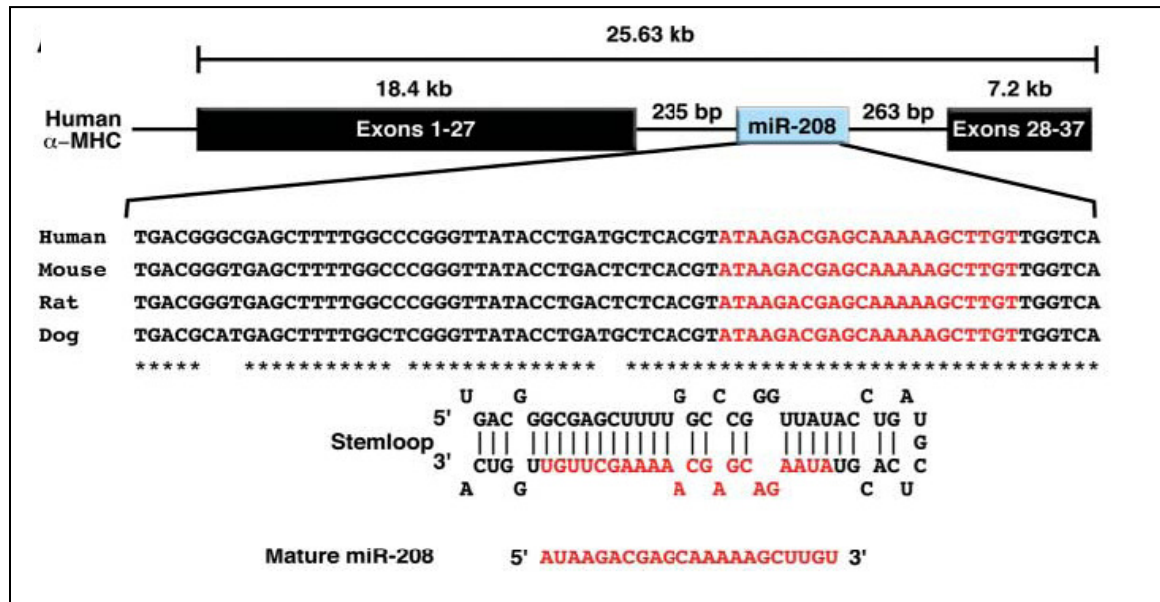 25.63 kb
18.4 kb 7.2 kb
Human α–MHC Exons 1-27 235 bp miR-208 263 bp Exons 28-37
Human TGACGGGCGAGCTTTTGGCCCGGGTTATACCTGATGCTCACGTATAAGACGAGCAAAAAGCTTGTTGGTCA
Mouse TGACGGGTGAGCTTTTGGCCCGGGTTATACCTGACTCTCACGTATAAGACGAGCAAAAAGCTTGTTGGTCA
Rat TGACGGGTGAGCTTTTGGCCCGGGTTATACCTGACTCTCACGTATAAGACGAGCAAAAAGCTTGTTGGTCA
Dog TGACGCATGAGCTTTTGGCTCGGGTTATACCTGATGCTCACGTATAAGACGAGCAAAAAGCTTGTTGGTCA
*****   *********** **************  ***********************************
U G G C GG C A
5' GAC GGCGAGCUUUU GC CG UUAUAC UG U
Stemloop ||| ||||||||||| || || |||||| || G
3' CUG UUGUUCGAAAA CG GC AAUAUG AC C
A G A A AG C U
Mature miR-208 5' AUAAGACGAGCAAAAAGCUUGU 3'